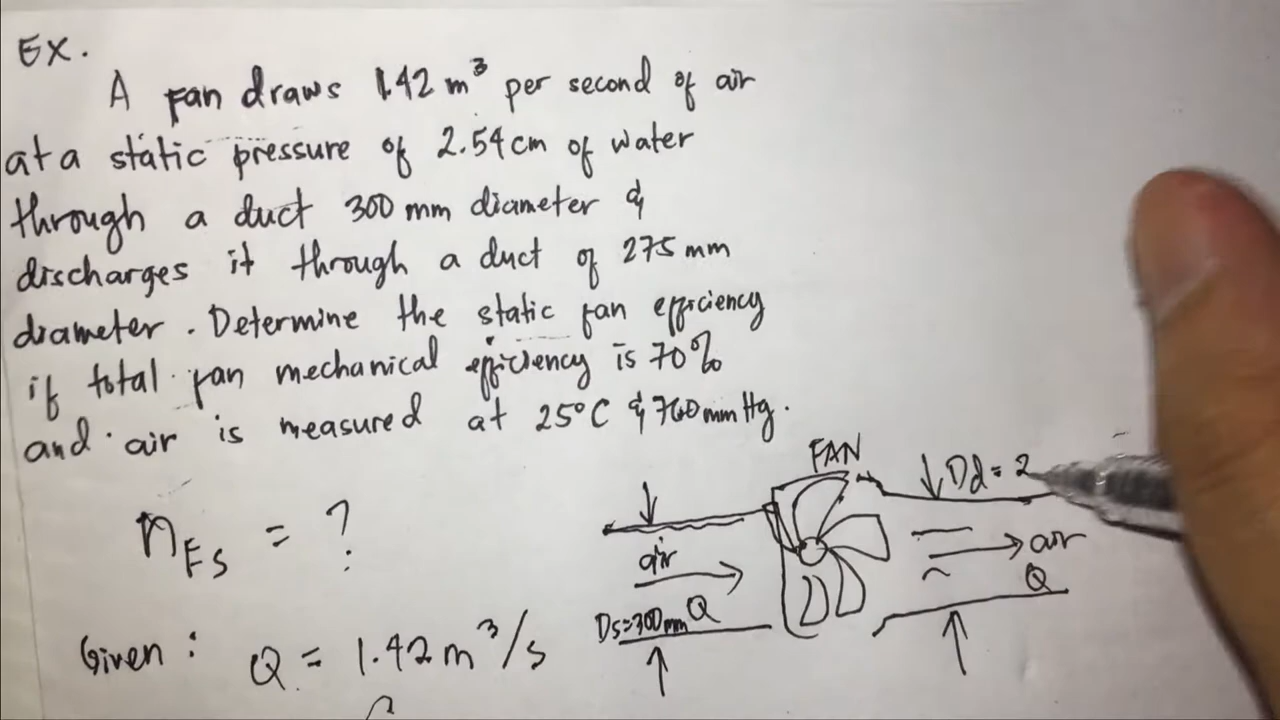 Ex.
A Fan draws 1.42 m³ per second of air
at a static pressure of 2.54 cm of water
through a duct 300 mm diameter &
discharges it through a duct of 275 mm
diameter. Determine the static fan efficiency
if total fan mechanical efficiency is 70%
and air is measured at 25°C & 760 mm Hg.
FAN
Dd = 2
air
air
Q
Ds=300mm Q
η_FS = ?
Given: Q = 1.42 m³/s